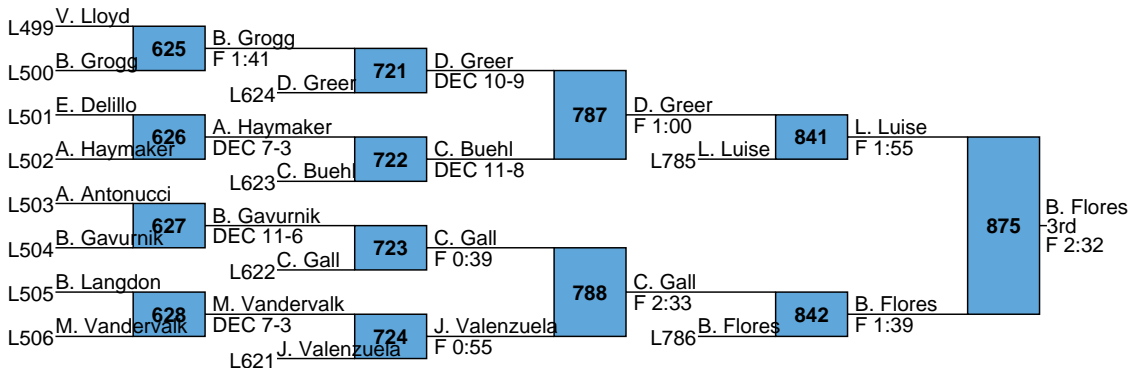 V. Lloyd
L499
625
B. Grogg
F 1:41
B. Grogg
L500
721
D. Greer
DEC 10-9
D. Greer
L624
E. Delillo
L501
626
A. Haymaker
DEC 7-3
A. Haymaker
L502
722
C. Buehl
DEC 11-8
C. Buehl
L623
787
D. Greer
F 1:00
841
L. Luise
F 1:55
L. Luise
L785
A. Antonucci
L503
627
B. Gavurnik
DEC 11-6
B. Gavurnik
L504
723
C. Gall
F 0:39
C. Gall
L622
B. Langdon
L505
628
M. Vandervalk
DEC 7-3
M. Vandervalk
L506
724
J. Valenzuela
F 0:55
J. Valenzuela
L621
788
C. Gall
F 2:33
842
B. Flores
F 1:39
B. Flores
L786
875
B. Flores
3rd
F 2:32